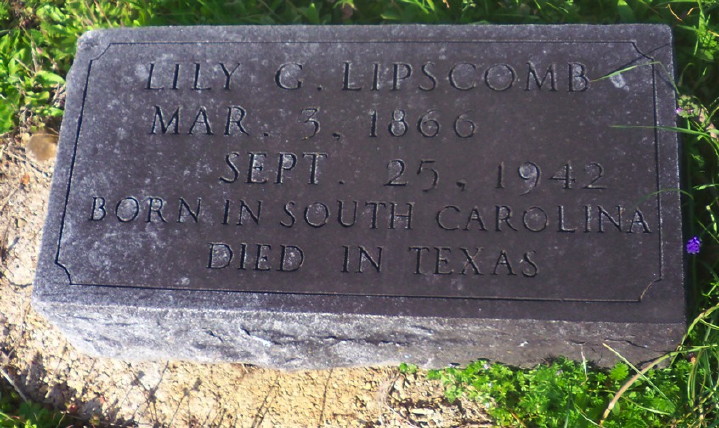 LILY G. LIPSCOMB
MAR. 3, 1866
SEPT. 25, 1942
BORN IN SOUTH CAROLINA
DIED IN TEXAS